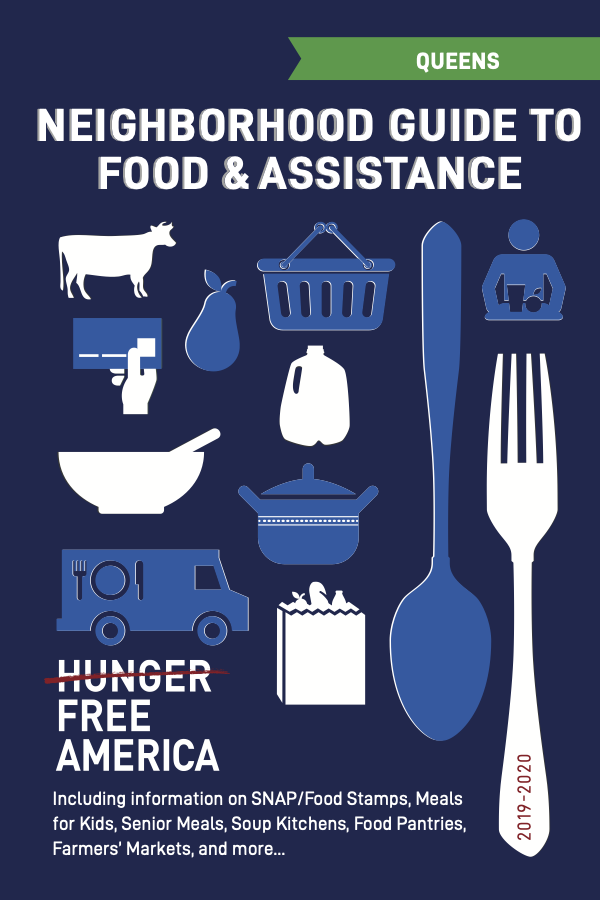 QUEENS
NEIGHBORHOOD GUIDE TO
FOOD & ASSISTANCE
HUNGER
FREE
AMERICA
Including information on SNAP/Food Stamps, Meals
for Kids, Senior Meals, Soup Kitchens, Food Pantries,
Farmers' Markets, and more...
2019-2020